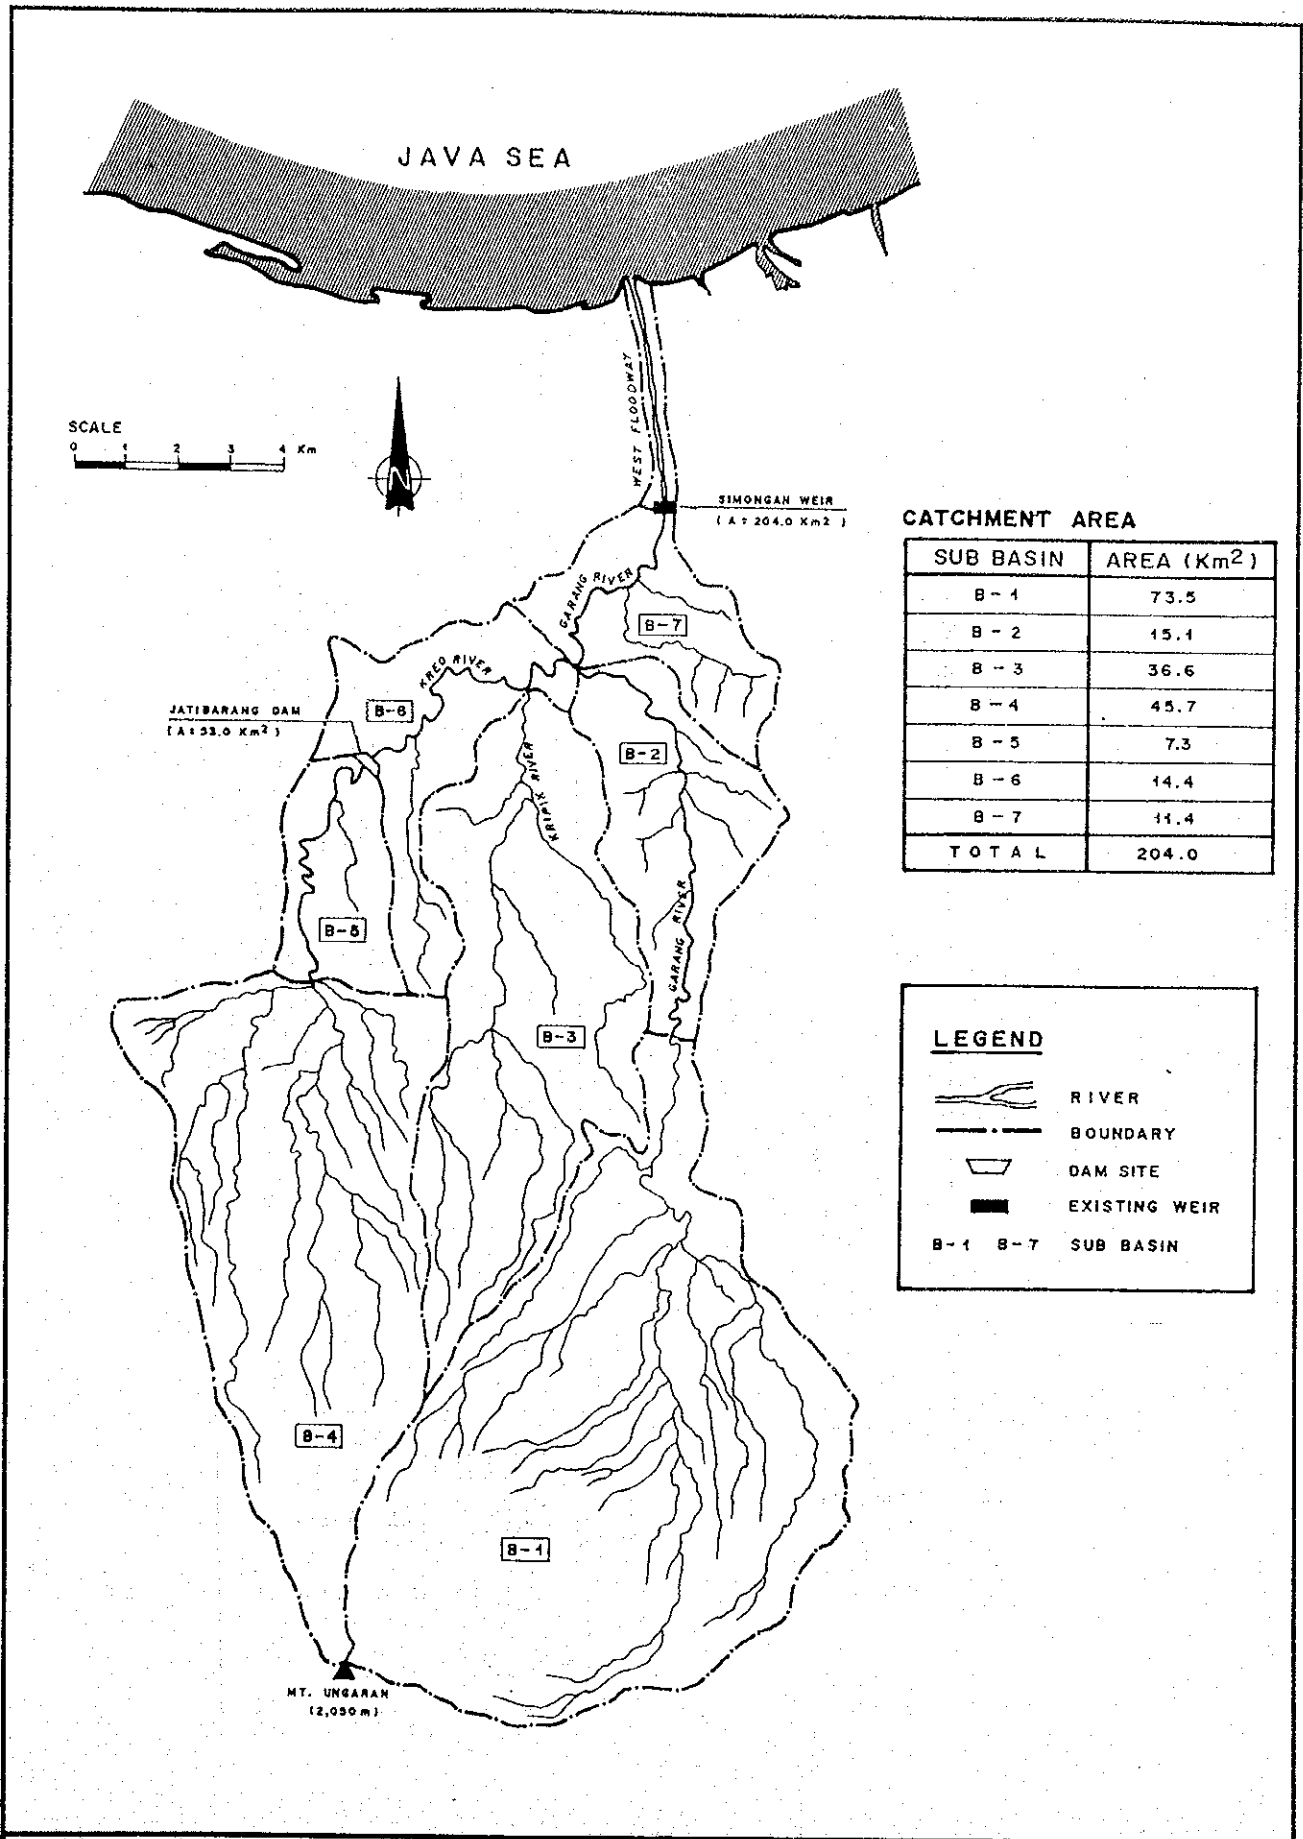 JAVA SEA
WEST FLOODWAY
SCALE
0 1 2 3 4 Km
N
SIMONGAN WEIR
( A = 204.0 Km2 )
GARANG RIVER
B-7
KREO RIVER
JATIBARANG DAM
( A = 53.0 Km2 )
B-6
B-2
KRIPIK RIVER
GARANG RIVER
B-5
B-3
B-4
B-1
MT. UNGARAN
(2,050 m)
CATCHMENT AREA
SUB BASIN AREA (Km2)
B - 1 73.5
B - 2 15.1
B - 3 36.6
B - 4 45.7
B - 5 7.3
B - 6 14.4
B - 7 11.4
TOTAL 204.0
LEGEND
RIVER
BOUNDARY
DAM SITE
EXISTING WEIR
B-1 B-7 SUB BASIN